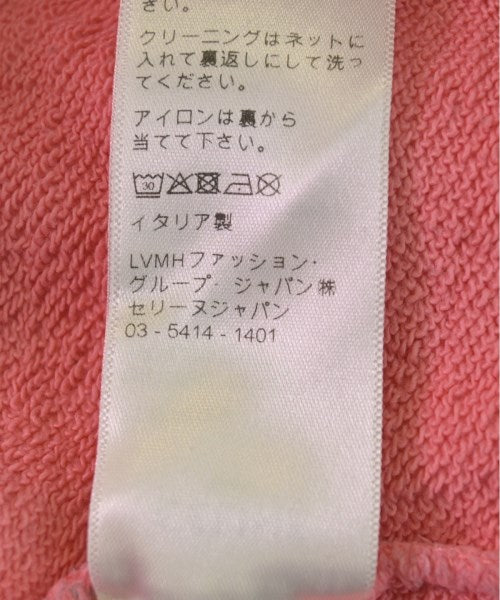 さい。
クリーニングはネットに
入れて裏返しにして洗っ
てください。
アイロンは裏から
当てて下さい。
30
イタリア製
LVMHファッション・
グループ・ジャパン㈱
セリーヌジャパン
03 - 5414 - 1401